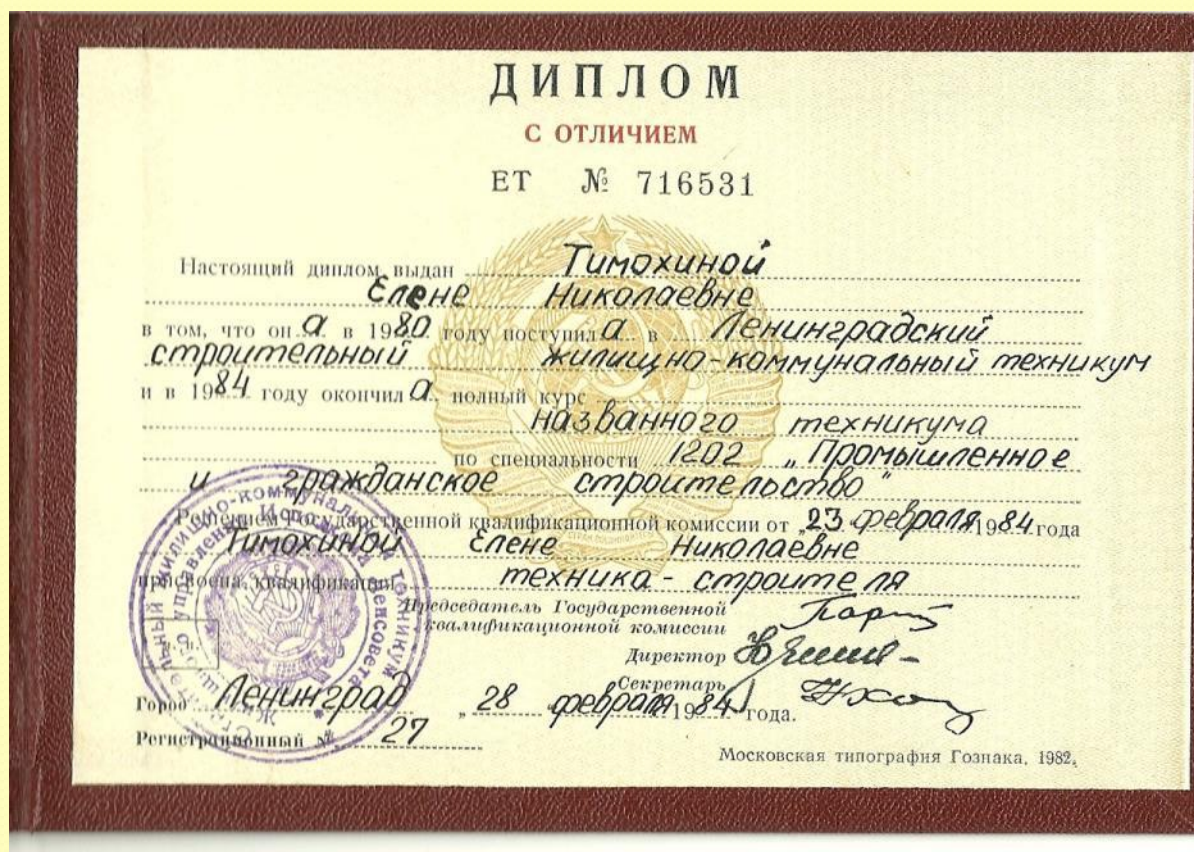 ДИПЛОМ
С ОТЛИЧИЕМ
ЕТ № 716531
Настоящий диплом выдан Тимохиной
Елене Николаевне
в том, что он а в 1980 году поступил а в Ленинградский
строительный жилищно-коммунальный техникум
и в 1984 году окончил а полный курс
названного техникума
по специальности 1202 „Промышленное
и гражданское строительство"
Решением Государственной квалификационной комиссии от „23 февраля 1984 года
Тимохиной Елене Николаевне
присвоена квалификация техника-строителя
Председатель Государственной
квалификационной комиссии
Директор
Секретарь
Город Ленинград „28 февраля 1984 года.
Регистрационный № 27
Московская типография Гознака, 1982.